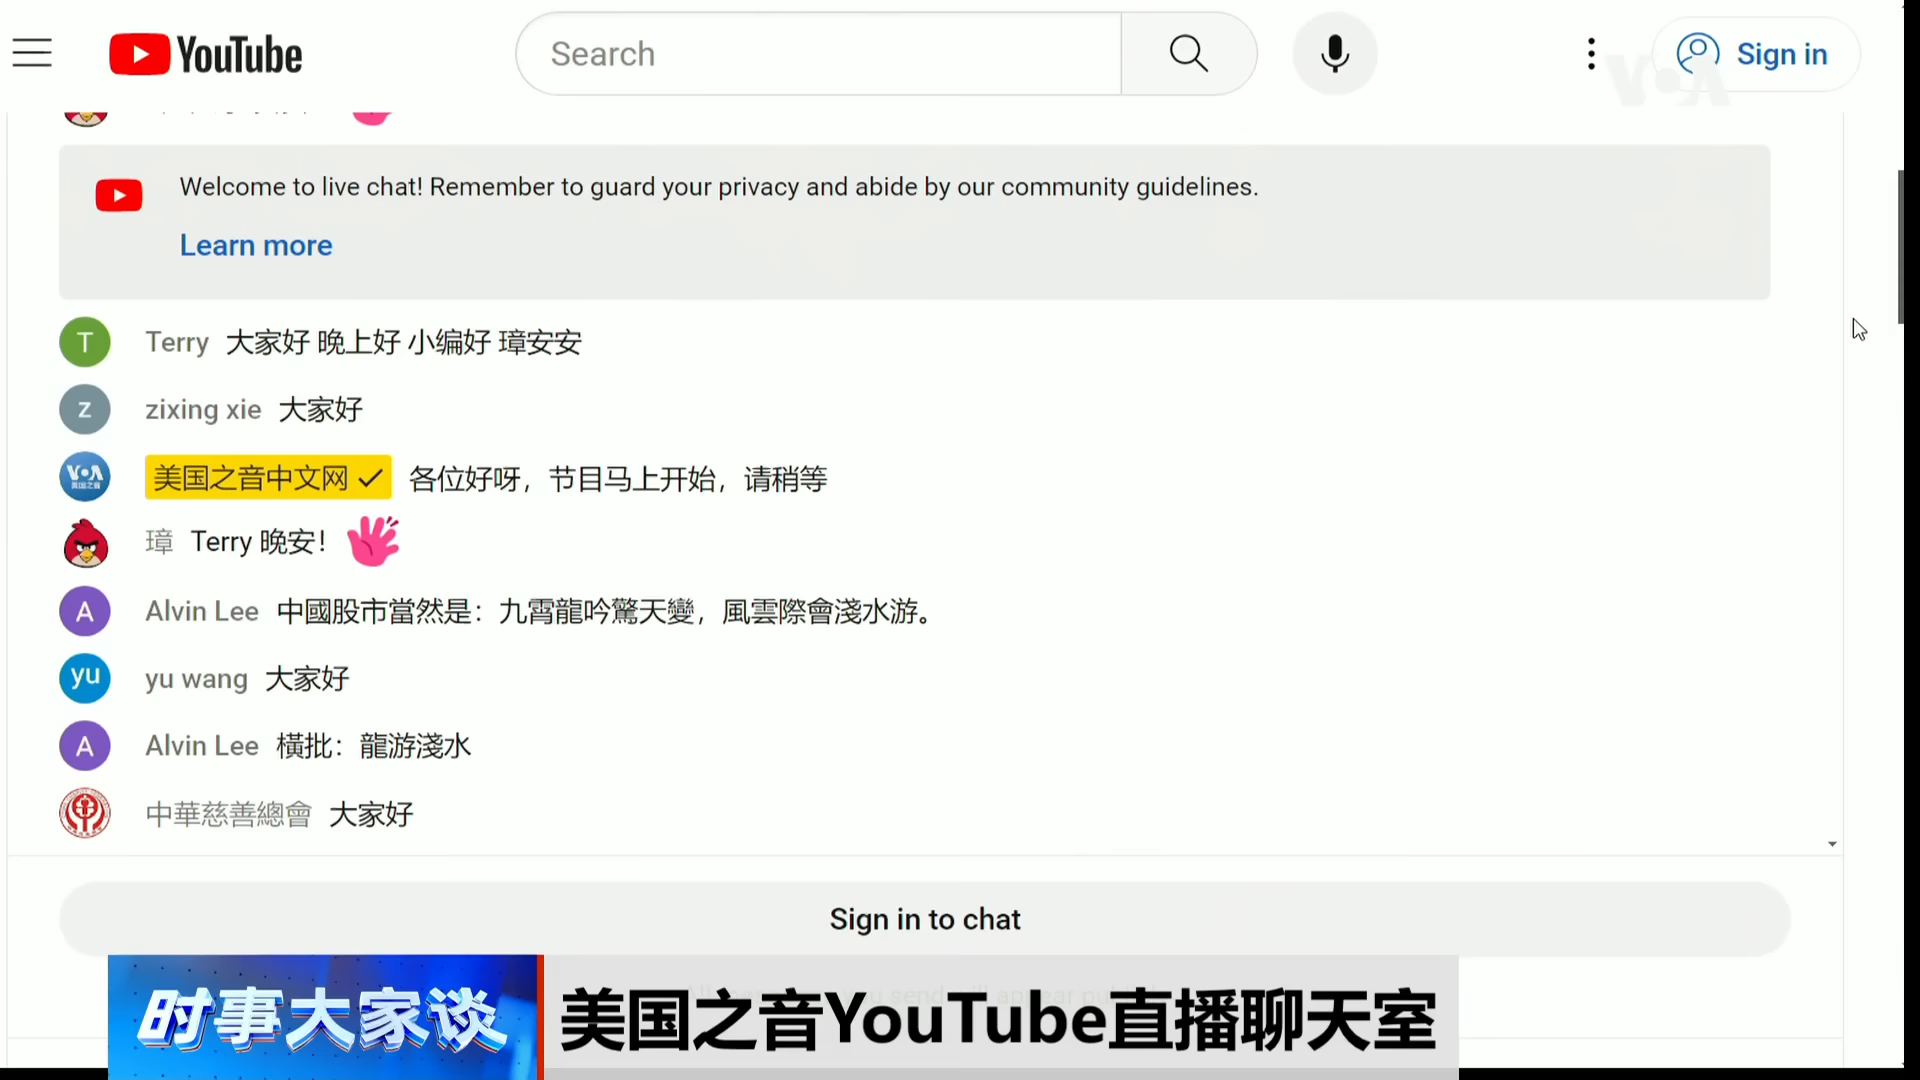 YouTube
Search
Sign in
VOA
Welcome to live chat! Remember to guard your privacy and abide by our community guidelines.
Learn more
T Terry 大家好 晚上好 小编好 璋安安
z zixing xie 大家好
VOA 美国之音 美国之音中文网 各位好呀，节目马上开始，请稍等
璋 Terry 晚安！
A Alvin Lee 中國股市當然是：九霄龍吟驚天變，風雲際會淺水游。
yu yu wang 大家好
A Alvin Lee 橫批：龍游淺水
中華慈善總會 大家好
Sign in to chat
时事大家谈
美国之音YouTube直播聊天室